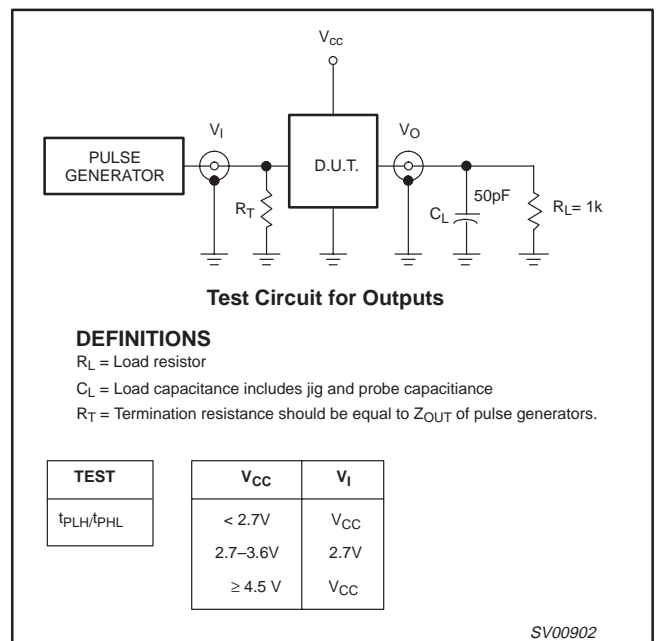 Vcc
PULSE
GENERATOR
VI
D.U.T.
VO
RT
50pF
CL
RL= 1k
Test Circuit for Outputs
DEFINITIONS
RL = Load resistor
CL = Load capacitance includes jig and probe capacitiance
RT = Termination resistance should be equal to ZOUT of pulse generators.
TEST
tPLH/tPHL
VCC VI
< 2.7V VCC
2.7–3.6V 2.7V
≥ 4.5 V VCC
SV00902